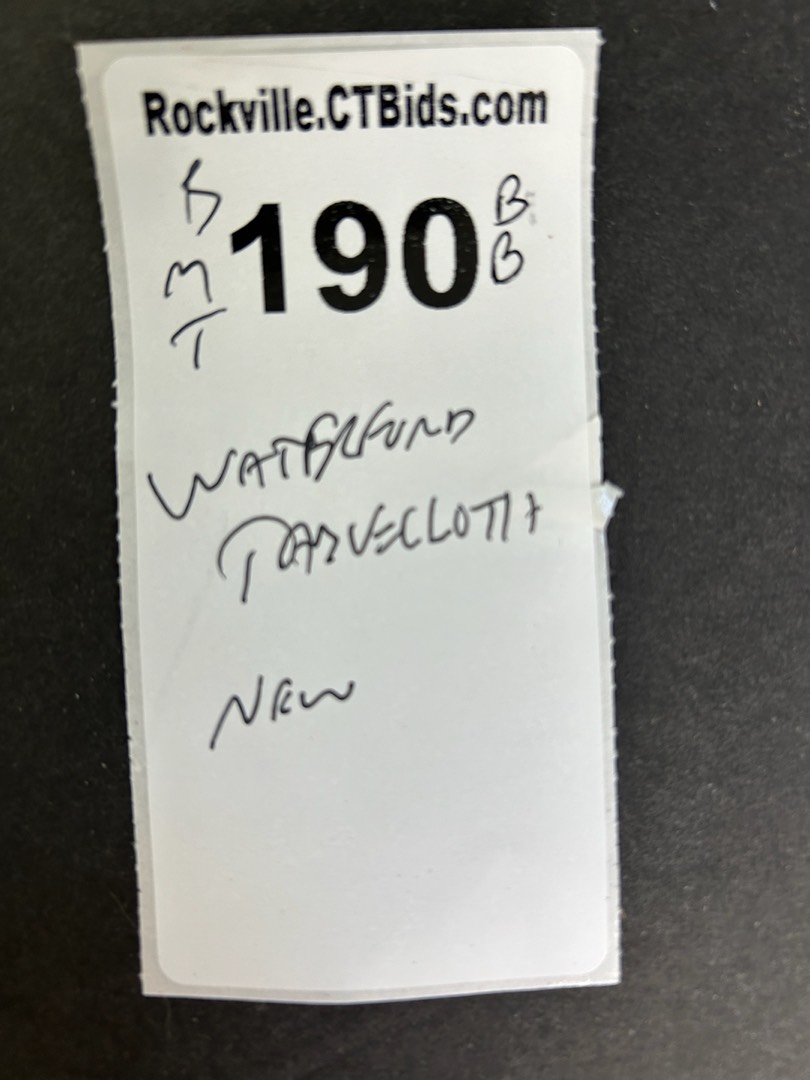 Rockville.CTBids.com
B
M
T
190
B
B
WATERFORD
TABLECLOTH
NEW